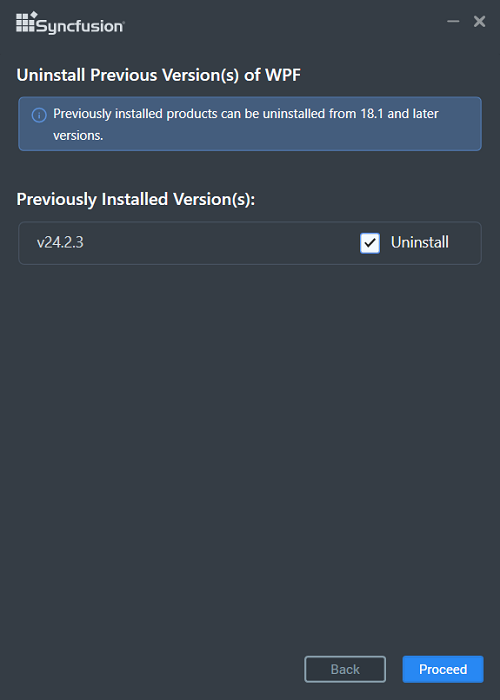 Syncfusion®
Uninstall Previous Version(s) of WPF
Previously installed products can be uninstalled from 18.1 and later
versions.
Previously Installed Version(s):
v24.2.3 Uninstall
Back Proceed